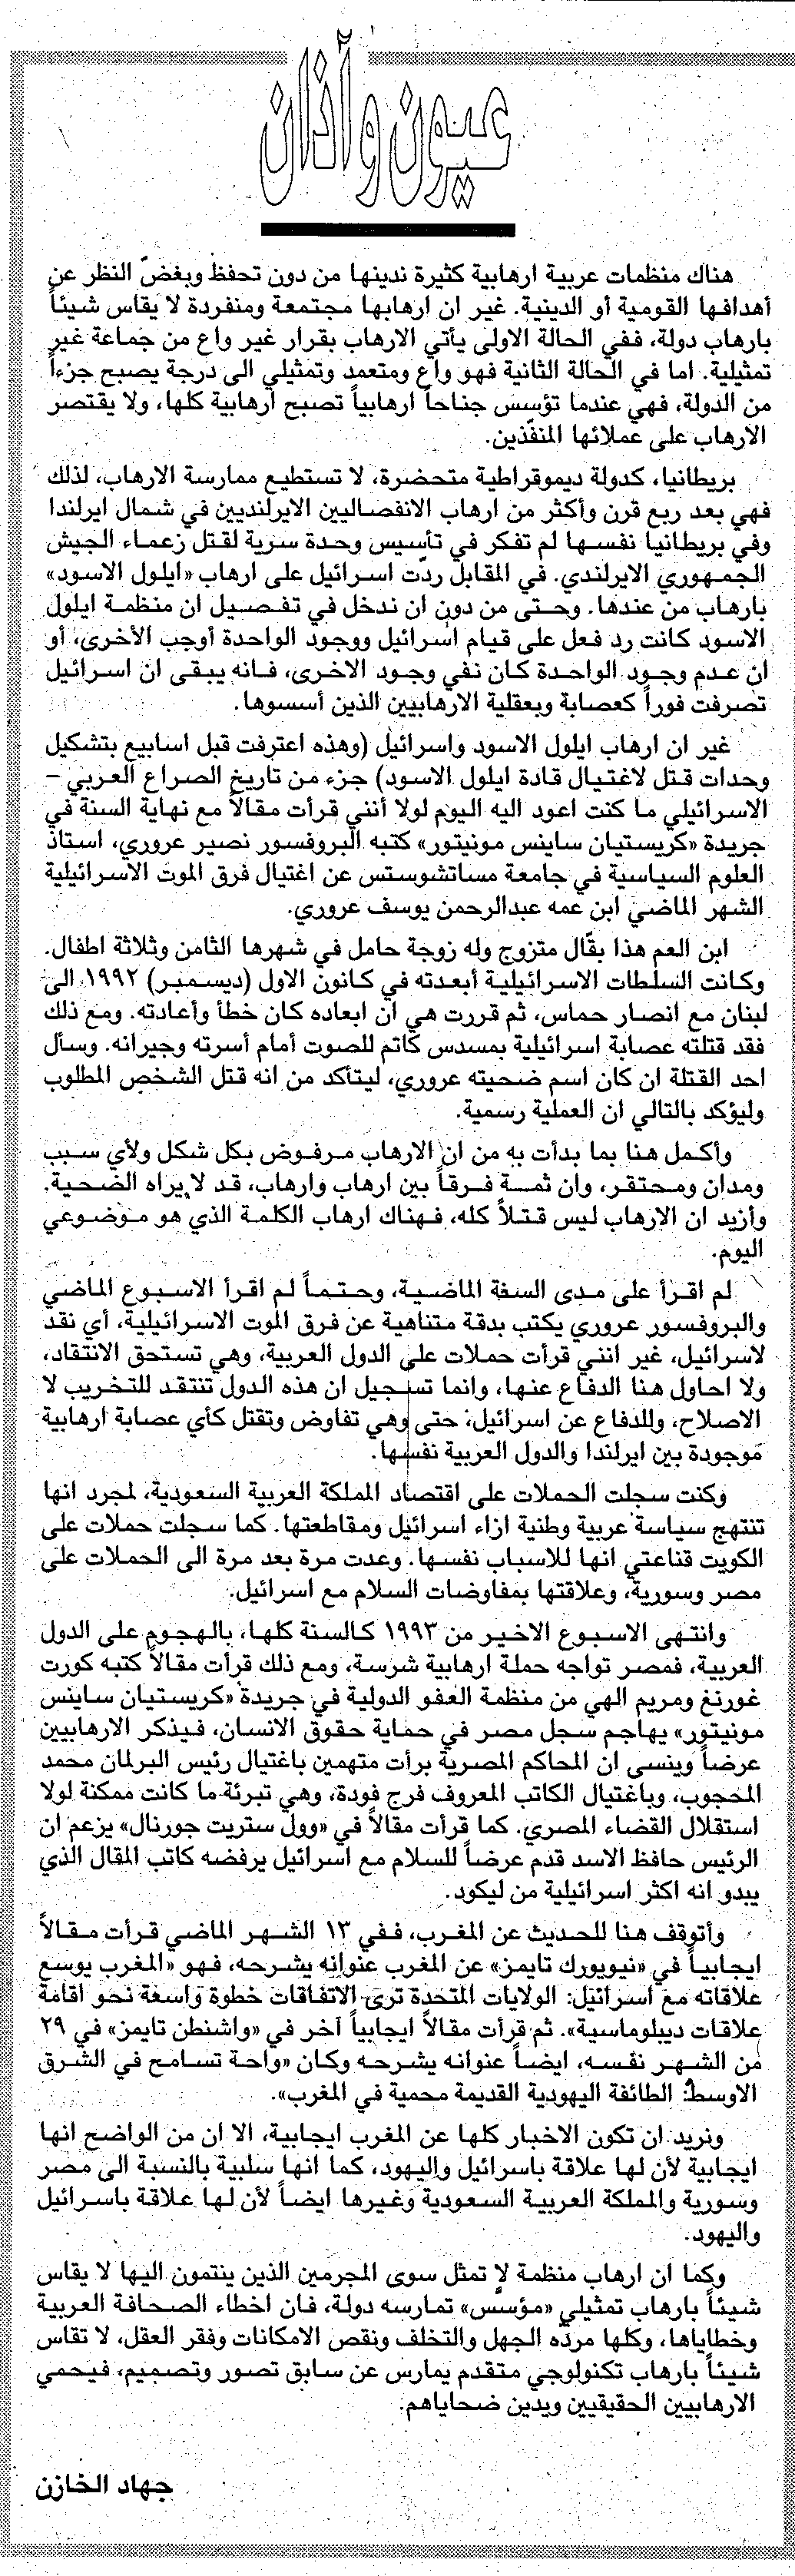 عيون وآذان
هناك منظمات عربية ارهابية كثيرة ندينها من دون تحفظ وبغضّ النظر عن
أهدافها القومية أو الدينية. غير ان ارهابها مجتمعة ومنفردة لا يقاس شيئاً
بارهاب دولة، ففي الحالة الاولى يأتي الارهاب بقرار غير واع من جماعة غير
تمثيلية. اما في الحالة الثانية فهو واع ومتعمد وتمثيلي الى درجة يصبح جزءاً
من الدولة، فهي عندما تؤسس جناحاً ارهابياً تصبح ارهابية كلها، ولا يقتصر
الارهاب على عملائها المنفّذين.
بريطانيا، كدولة ديموقراطية متحضرة، لا تستطيع ممارسة الارهاب، لذلك
فهي بعد ربع قرن وأكثر من ارهاب الانفصاليين الايرلنديين في شمال ايرلندا
وفي بريطانيا نفسها لم تفكر في تأسيس وحدة سرية لقتل زعماء الجيش
الجمهوري الايرلندي. في المقابل ردّت اسرائيل على ارهاب «ايلول الاسود»
بارهاب من عندها. وحتى من دون ان ندخل في تفصيل ان منظمة ايلول
الاسود كانت رد فعل على قيام اسرائيل ووجود الواحدة أوجب الأخرى، أو
ان عدم وجود الواحدة كان نفي وجود الاخرى، فانه يبقى ان اسرائيل
تصرفت فوراً كعصابة وبعقلية الارهابيين الذين أسسوها.
غير ان ارهاب ايلول الاسود واسرائيل (وهذه اعترفت قبل اسابيع بتشكيل
وحدات قتل لاغتيال قادة ايلول الاسود) جزء من تاريخ الصراع العربي -
الاسرائيلي ما كنت اعود اليه اليوم لولا أنني قرأت مقالاً مع نهاية السنة في
جريدة «كريستيان ساينس مونيتور» كتبه البروفسور نصير عروري، استاذ
العلوم السياسية في جامعة مساتشوستس عن اغتيال فرق الموت الاسرائيلية
الشهر الماضي ابن عمه عبدالرحمن يوسف عروري.
ابن العم هذا بقّال متزوج وله زوجة حامل في شهرها الثامن وثلاثة اطفال.
وكانت السلطات الاسرائيلية أبعدته في كانون الاول (ديسمبر) ١٩٩٢ الى
لبنان مع انصار حماس، ثم قررت هي ان ابعاده كان خطأ وأعادته. ومع ذلك
فقد قتلته عصابة اسرائيلية بمسدس كاتم للصوت أمام أسرته وجيرانه. وسأل
احد القتلة ان كان اسم ضحيته عروري، ليتأكد من انه قتل الشخص المطلوب
وليؤكد بالتالي ان العملية رسمية.
وأكمل هنا بما بدأت به من ان الارهاب مرفوض بكل شكل ولأي سبب
ومدان ومحتقر، وان ثمة فرقاً بين ارهاب وارهاب، قد لا يراه الضحية.
وأزيد ان الارهاب ليس قتلاً كله، فهناك ارهاب الكلمة الذي هو موضوعي
اليوم.
لم اقرأ على مدى السنة الماضية، وحتماً لم اقرأ الاسبوع الماضي
والبروفسور عروري يكتب بدقة متناهية عن فرق الموت الاسرائيلية، أي نقد
لاسرائيل، غير انني قرأت حملات على الدول العربية، وهي تستحق الانتقاد،
ولا احاول هنا الدفاع عنها، وانما تسجيل ان هذه الدول تنتقد للتخريب لا
الاصلاح، وللدفاع عن اسرائيل، حتى وهي تفاوض وتقتل كأي عصابة ارهابية
موجودة بين ايرلندا والدول العربية نفسها.
وكنت سجلت الحملات على اقتصاد المملكة العربية السعودية، لمجرد انها
تنتهج سياسة عربية وطنية ازاء اسرائيل ومقاطعتها. كما سجلت حملات على
الكويت قناعتي انها للاسباب نفسها. وعدت مرة بعد مرة الى الحملات على
مصر وسورية، وعلاقتها بمفاوضات السلام مع اسرائيل.
وانتهى الاسبوع الاخير من ١٩٩٣ كالسنة كلها، بالهجوم على الدول
العربية، فمصر تواجه حملة ارهابية شرسة، ومع ذلك قرأت مقالاً كتبه كورت
غورنغ ومريم الهي من منظمة العفو الدولية في جريدة «كريستيان ساينس
مونيتور» يهاجم سجل مصر في حماية حقوق الانسان، فيذكر الارهابيين
عرضاً وينسى ان المحاكم المصرية برأت متهمين باغتيال رئيس البرلمان محمد
المحجوب، وباغتيال الكاتب المعروف فرج فودة، وهي تبرئة ما كانت ممكنة لولا
استقلال القضاء المصري. كما قرأت مقالاً في «وول ستريت جورنال» يزعم ان
الرئيس حافظ الاسد قدم عرضاً للسلام مع اسرائيل يرفضه كاتب المقال الذي
يبدو انه اكثر اسرائيلية من ليكود.
وأتوقف هنا للحديث عن المغرب، ففي ١٣ الشهر الماضي قرأت مقالاً
ايجابياً في «نيويورك تايمز» عن المغرب عنوانه يشرحه، فهو «المغرب يوسع
علاقاته مع اسرائيل: الولايات المتحدة ترى الاتفاقات خطوة واسعة نحو اقامة
علاقات ديبلوماسية». ثم قرأت مقالاً ايجابياً آخر في «واشنطن تايمز» في ٢٩
من الشهر نفسه، ايضاً عنوانه يشرحه وكان «واحة تسامح في الشرق
الاوسط: الطائفة اليهودية القديمة محمية في المغرب».
ونريد ان تكون الاخبار كلها عن المغرب ايجابية، الا ان من الواضح انها
ايجابية لأن لها علاقة باسرائيل واليهود، كما انها سلبية بالنسبة الى مصر
وسورية والمملكة العربية السعودية وغيرها ايضاً لأن لها علاقة باسرائيل
واليهود.
وكما ان ارهاب منظمة لا تمثل سوى المجرمين الذين ينتمون اليها لا يقاس
شيئاً بارهاب تمثيلي «مؤسس» تمارسه دولة، فان اخطاء الصحافة العربية
وخطاياها، وكلها مردّه الجهل والتخلف ونقص الامكانات وفقر العقل، لا تقاس
شيئاً بارهاب تكنولوجي متقدم يمارس عن سابق تصور وتصميم، فيحمي
الارهابيين الحقيقيين ويدين ضحاياهم.
جهاد الخازن